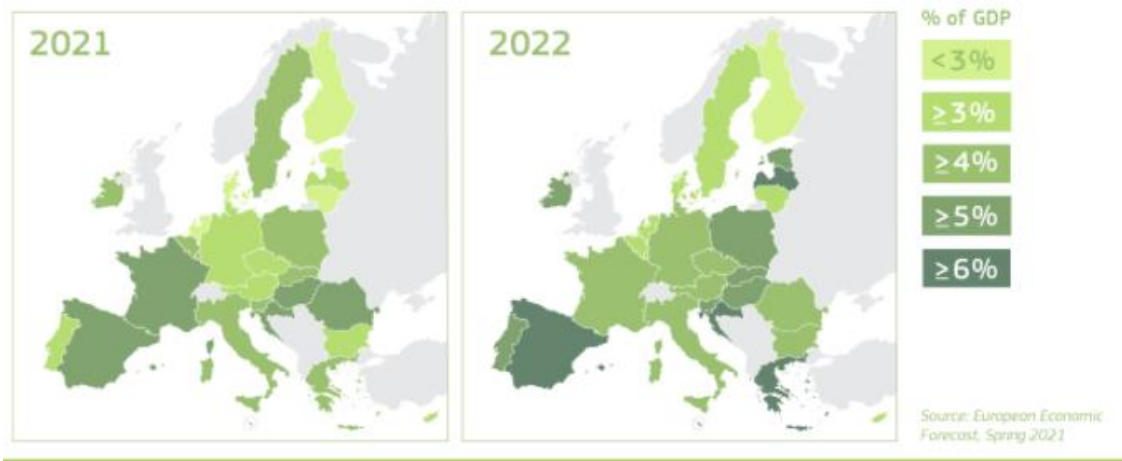 2021
2022
% of GDP
<3%
≥3%
≥4%
≥5%
≥6%
Source: European Economic
Forecast, Spring 2021